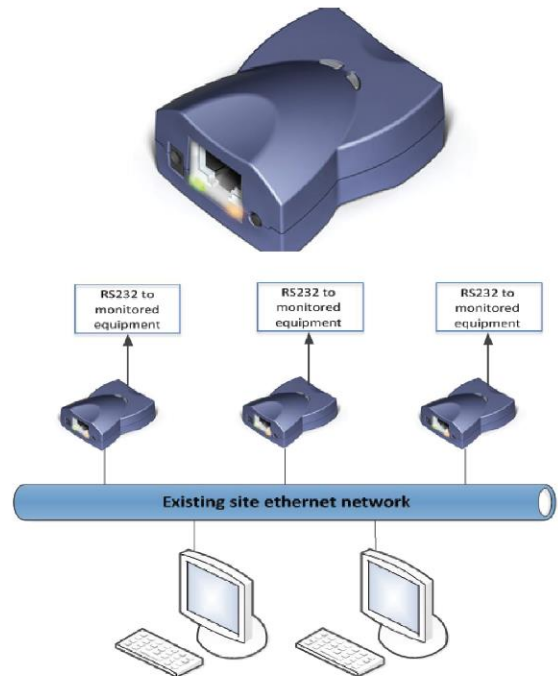 RS232 to
monitored
equipment
RS232 to
monitored
equipment
RS232 to
monitored
equipment
Existing site ethernet network